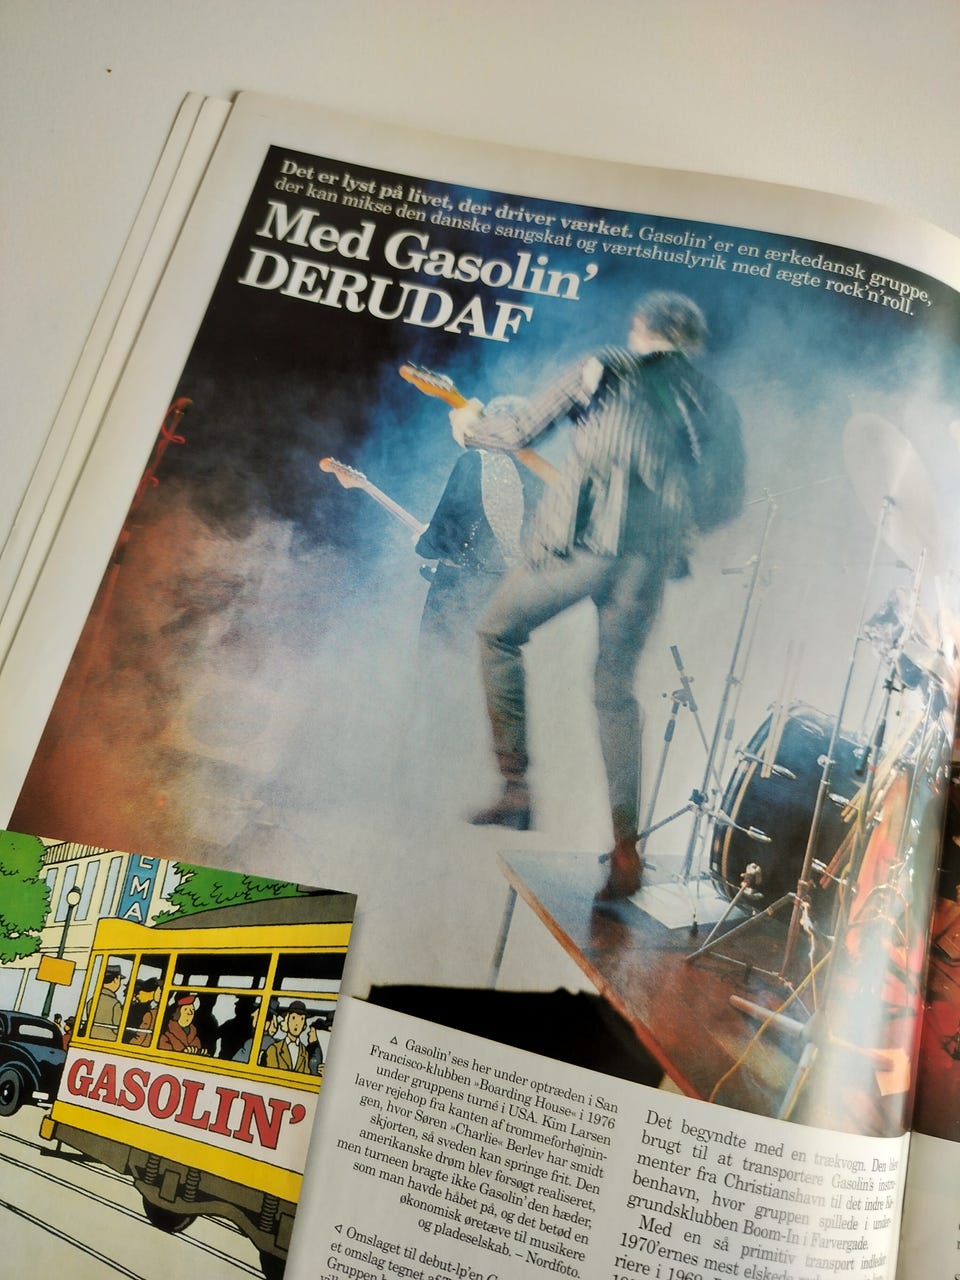 Det er lyst på livet, der driver værket. Gasolin' er en ærkedansk gruppe,
der kan mikse den danske sangskat og værtshuslyrik med ægte rock'n'roll.
Med Gasolin'
DERUDAF
EMA
GASOLIN'
▵ Gasolin' ses her under optræden i San
Francisco-klubben »Boarding House« i 1976
under gruppens turné i USA. Kim Larsen
laver rejehop fra kanten af trommeforhøjnin-
gen, hvor Søren »Charlie« Berlev har smidt
skjorten, så sveden kan springe frit. Den
amerikanske drøm blev forsøgt realiseret,
men turneen bragte ikke Gasolin' den hæder,
som man havde håbet på, og det betød en
økonomisk øretæve til musikere
og pladeselskab. – Nordfoto.
◃ Omslaget til debut-lp'en
et omslag tegnet af
Gruppen
Det begyndte med en trækvogn. Den blev
brugt til at transportere Gasolin's instru-
menter fra Christianshavn til det indre Kø-
benhavn, hvor gruppen spillede i under-
grundsklubben Boom-In i Farvergade.
Med en så primitiv transport indleder
1970'ernes mest elskede
riere i 1969.